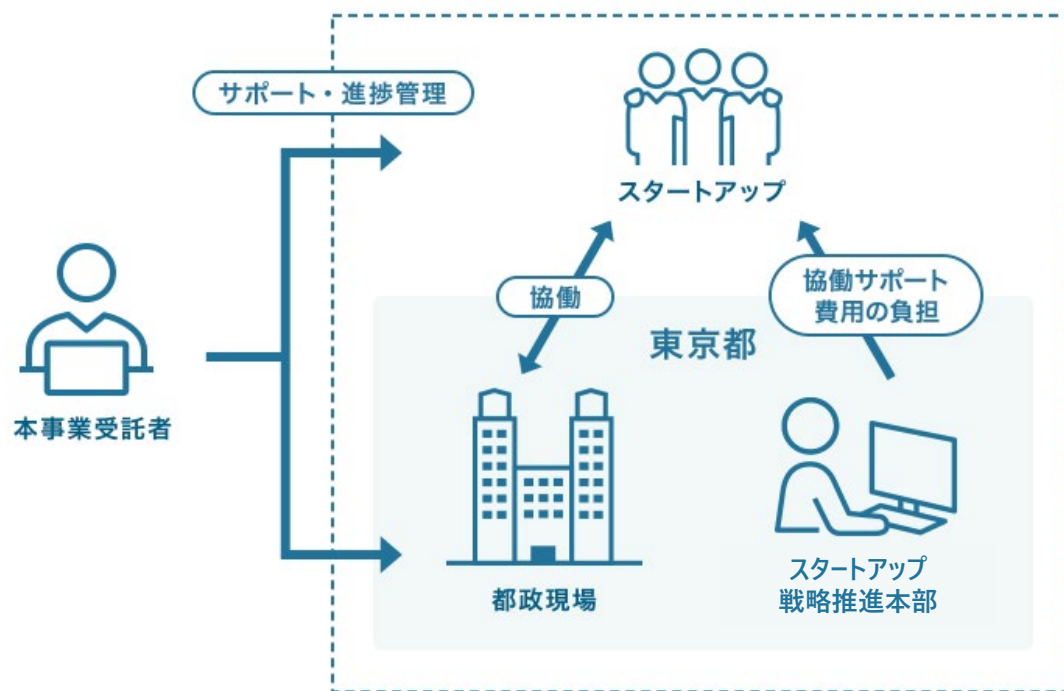 サポート・進捗管理
スタートアップ
協働
協働サポート
費用の負担
東京都
本事業受託者
都政現場
スタートアップ
戦略推進本部